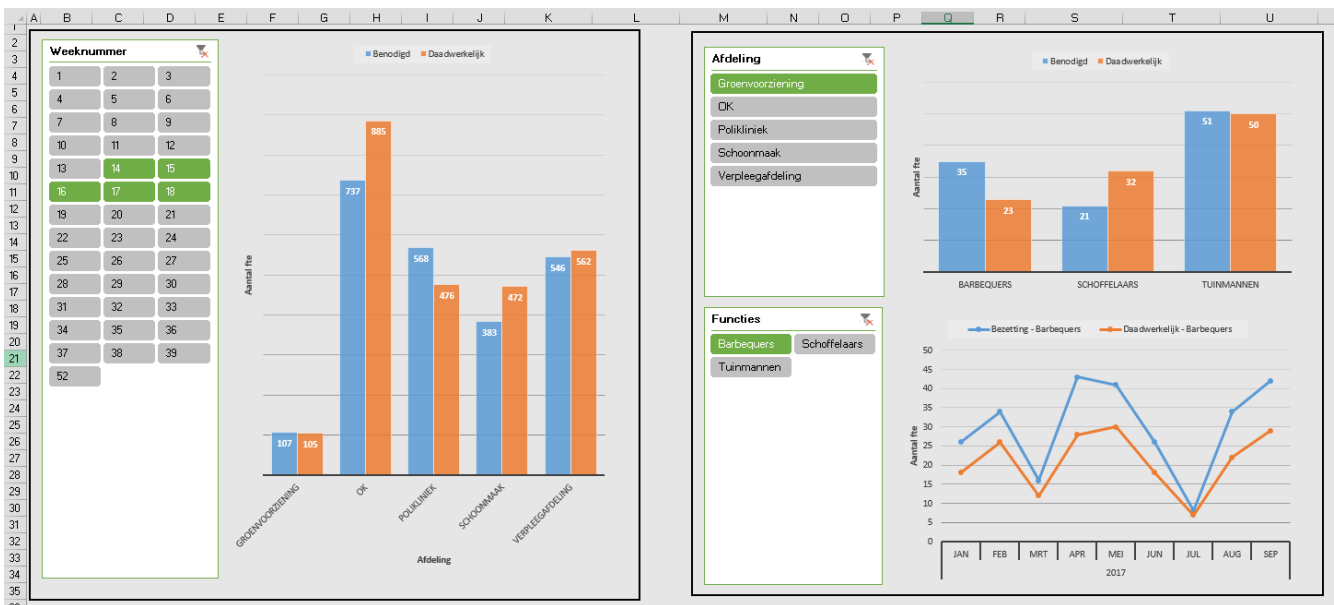 A B C D E F G H I J K L M N O P Q R S T U
2
3
4
5
6
7
8
9
10
11
12
13
14
15
16
17
18
19
20
21
22
23
24
25
26
27
28
29
30
31
32
33
34
35
Weeknummer
1 2 3
4 5 6
7 8 9
10 11 12
13 14 15
16 17 18
19 20 21
22 23 24
25 26 27
28 29 30
31 32 33
34 35 36
37 38 39
52
Benodigd Daadwerkelijk
Aantal fte
107 105
737 885
568 476
383 472
546 562
GROENVOORZIENING
OK
POLIKLINIEK
SCHOONMAAK
VERPLEEGAFDELING
Afdeling
Afdeling
Groenvoorziening
OK
Polikliniek
Schoonmaak
Verpleegafdeling
Benodigd Daadwerkelijk
Aantal fte
35 23
21 32
51 50
BARBEQUERS SCHOFFELAARS TUINMANNEN
Functies
Barbequers Schoffelaars
Tuinmannen
Bezetting - Barbequers Daadwerkelijk - Barbequers
Aantal fte
50
45
40
35
30
25
20
15
10
5
0
JAN FEB MRT APR MEI JUN JUL AUG SEP
2017